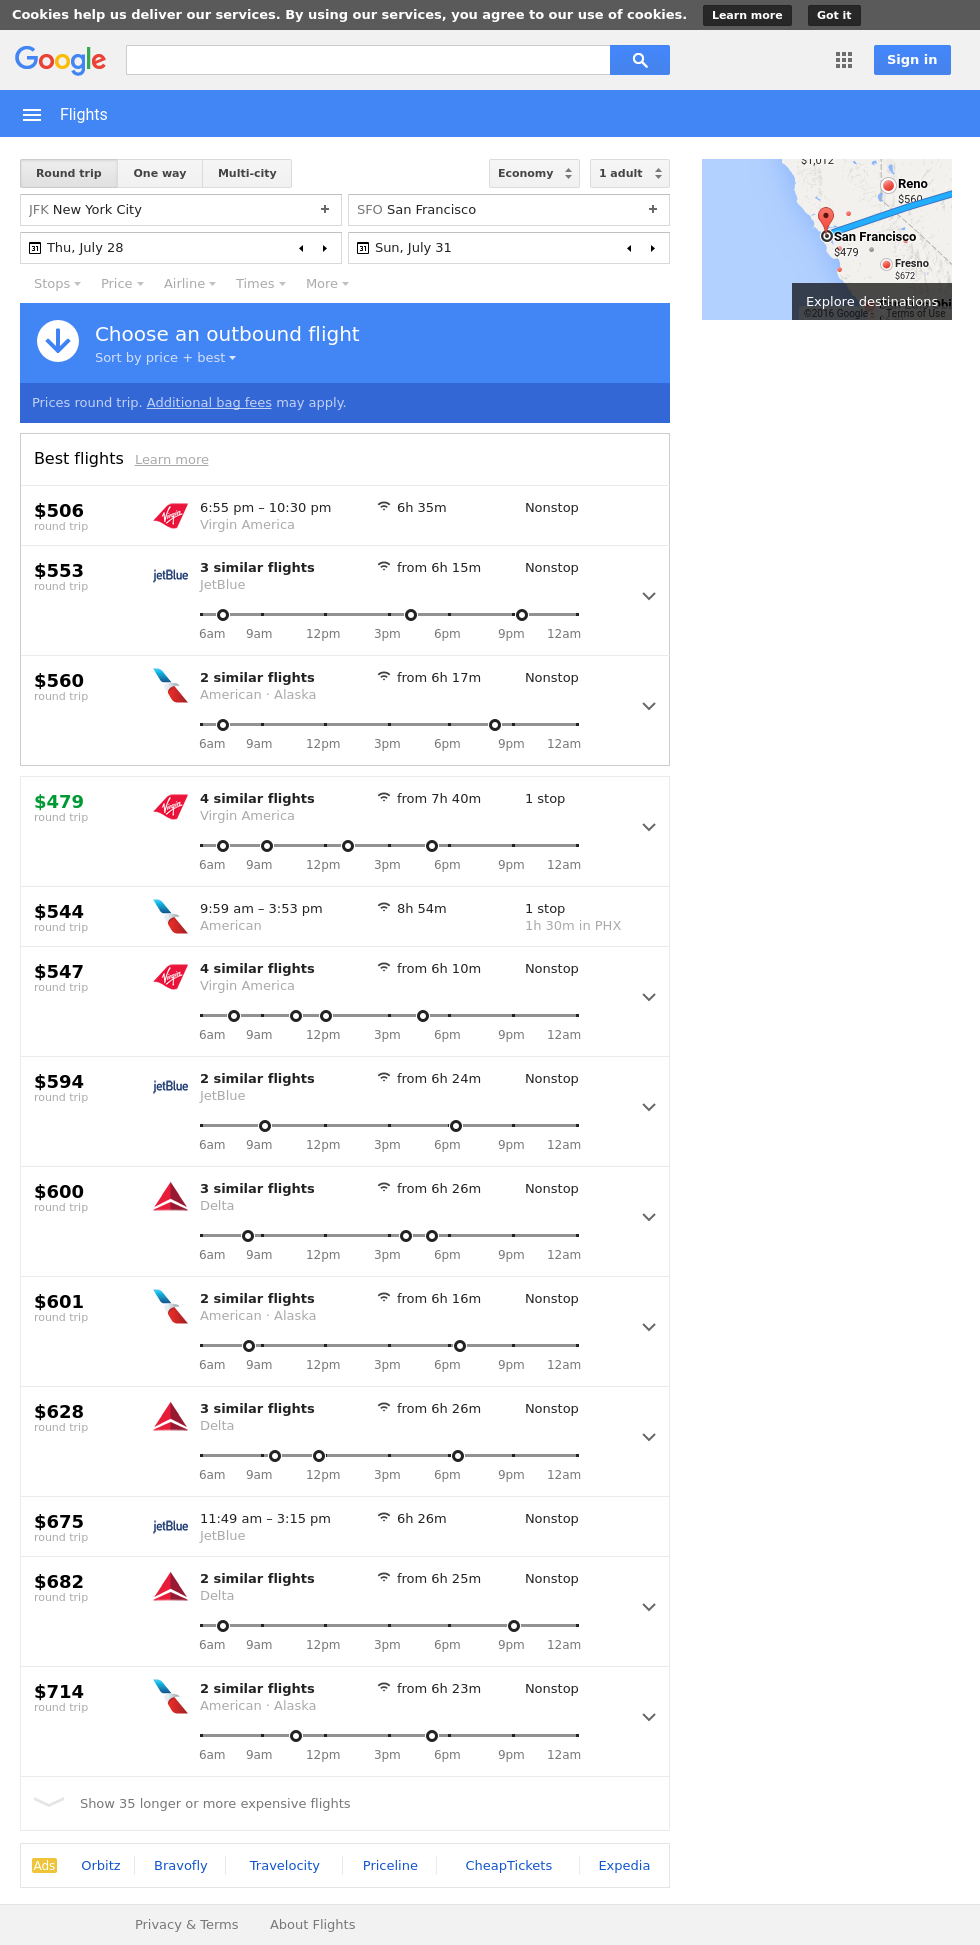 Cookies help us deliver our services. By using our services, you agree to our use of cookies. Learn more Got it
Google
Sign in
Flights
Round trip One way Multi-city Economy 1 adult
JFK New York City + SFO San Francisco +
31 Thu, July 28 31 Sun, July 31
Stops Price Airline Times More
$1,012
Reno
$560
San Francisco
$479
Fresno
$672
Explore destinations
©2016 Google Terms of Use
Choose an outbound flight
Sort by price + best
Prices round trip. Additional bag fees may apply.
Best flights Learn more
$506 6:55 pm – 10:30 pm 6h 35m Nonstop
round trip Virgin America
$553 jetBlue 3 similar flights from 6h 15m Nonstop
round trip JetBlue
6am 9am 12pm 3pm 6pm 9pm 12am
$560 2 similar flights from 6h 17m Nonstop
round trip American · Alaska
6am 9am 12pm 3pm 6pm 9pm 12am
$479 4 similar flights from 7h 40m 1 stop
round trip Virgin America
6am 9am 12pm 3pm 6pm 9pm 12am
$544 9:59 am – 3:53 pm 8h 54m 1 stop
round trip American 1h 30m in PHX
$547 4 similar flights from 6h 10m Nonstop
round trip Virgin America
6am 9am 12pm 3pm 6pm 9pm 12am
$594 jetBlue 2 similar flights from 6h 24m Nonstop
round trip JetBlue
6am 9am 12pm 3pm 6pm 9pm 12am
$600 3 similar flights from 6h 26m Nonstop
round trip Delta
6am 9am 12pm 3pm 6pm 9pm 12am
$601 2 similar flights from 6h 16m Nonstop
round trip American · Alaska
6am 9am 12pm 3pm 6pm 9pm 12am
$628 3 similar flights from 6h 26m Nonstop
round trip Delta
6am 9am 12pm 3pm 6pm 9pm 12am
$675 jetBlue 11:49 am – 3:15 pm 6h 26m Nonstop
round trip JetBlue
$682 2 similar flights from 6h 25m Nonstop
round trip Delta
6am 9am 12pm 3pm 6pm 9pm 12am
$714 2 similar flights from 6h 23m Nonstop
round trip American · Alaska
6am 9am 12pm 3pm 6pm 9pm 12am
Show 35 longer or more expensive flights
Ads Orbitz Bravofly Travelocity Priceline CheapTickets Expedia
Privacy & Terms About Flights